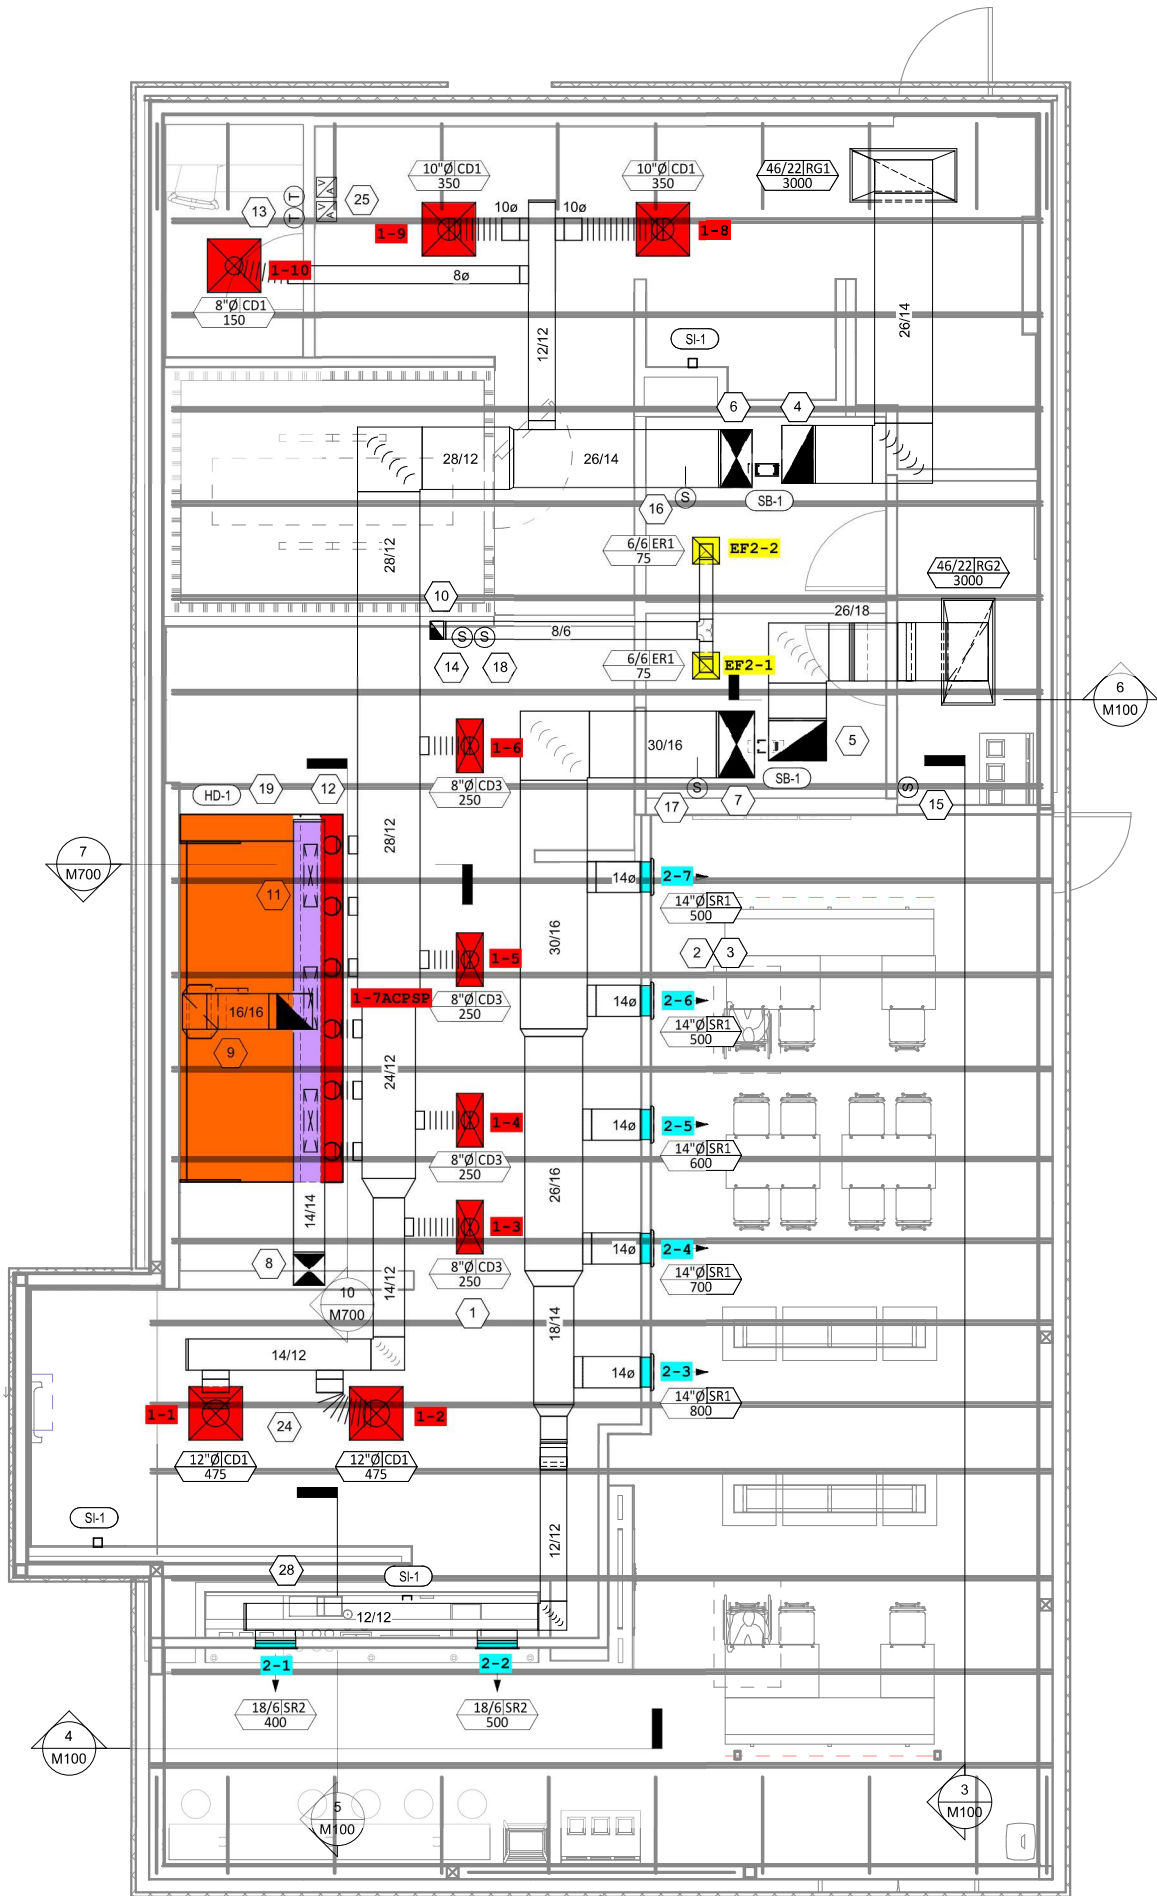 10"Ø CD1
350
10"Ø CD1
350
46/22 RG1
3000
13
T
T
V
A
V
A
25
1-9
10ø
10ø
1-8
1-10
8ø
8"Ø CD1
150
12/12
26/14
SI-1
6
4
28/12
26/14
16
S
SB-1
28/12
6/6 ER1
75
EF2-2
46/22 RG2
3000
10
26/18
8/6
S
S
14
18
6/6 ER1
75
EF2-1
6
M100
1-6
30/16
5
SB-1
8"Ø CD3
250
HD-1
19
12
S
17
7
S
15
28/12
7
M700
11
14ø
2-7
14"Ø SR1
500
30/16
2
3
1-5
1-7ACPSP
8"Ø CD3
250
16/16
14ø
2-6
14"Ø SR1
500
9
24/12
1-4
14ø
2-5
8"Ø CD3
250
14"Ø SR1
600
26/16
14/14
1-3
14ø
2-4
8
8"Ø CD3
250
14"Ø SR1
700
14/12
10
M700
1
18/14
14/12
14ø
2-3
14"Ø SR1
800
1-1
24
1-2
12"Ø CD1
475
12"Ø CD1
475
SI-1
12/12
28
SI-1
12/12
2-1
2-2
18/6 SR2
400
18/6 SR2
500
4
M100
3
M100
5
M100